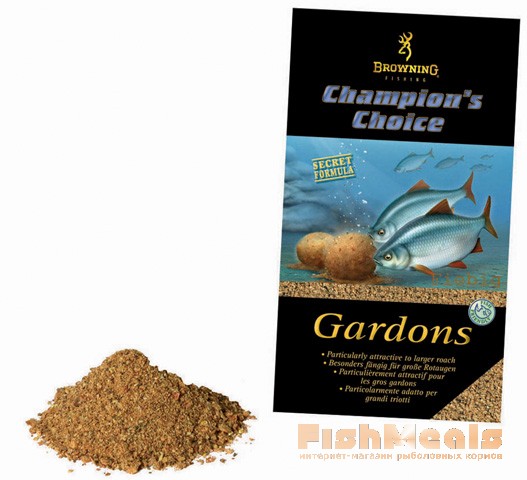 BROWNING
FISHING
Champion's
Choice
SECRET
FORMULA
Gardons
• Particularly attractive to larger roach
• Besonders fängig für große Rotaugen
• Particulièrement attractif pour
les gros gardons
• Particolarmente adatto per
grandi triotti
FishMeals
интернет-магазин рыболовных кормов